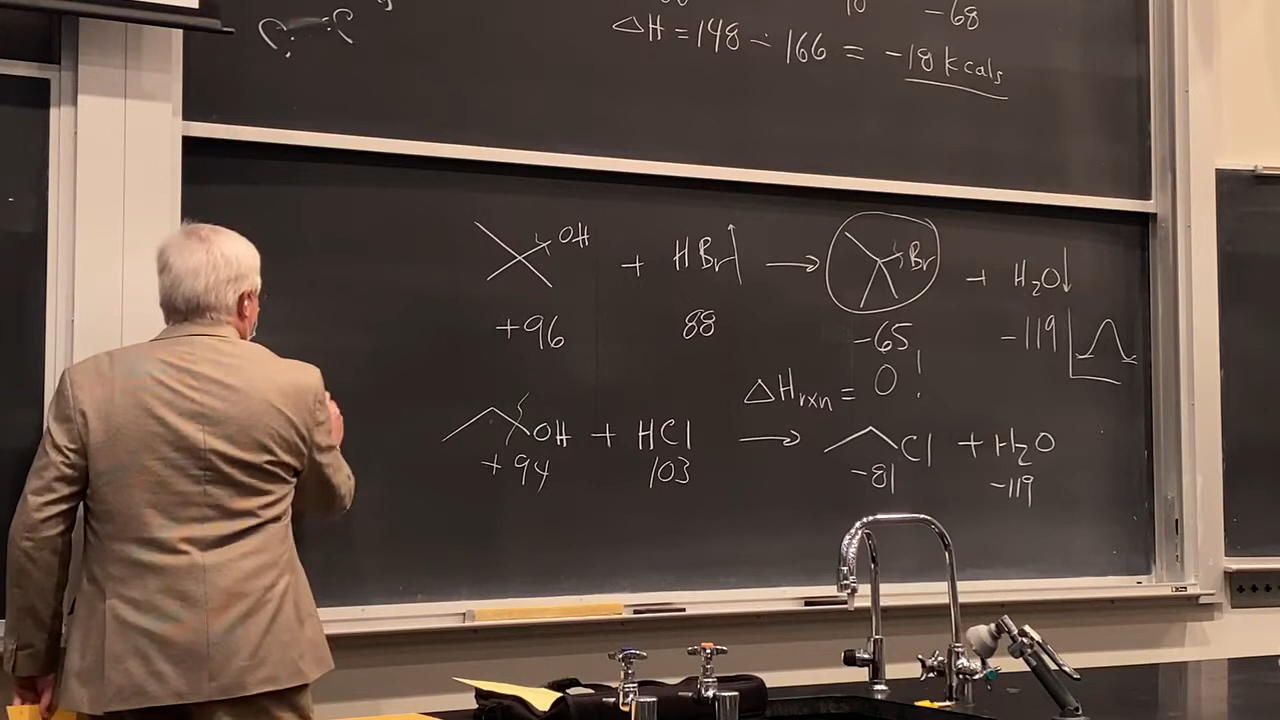 10 -68
ΔH = 148 - 166 = -18 kcals
OH + HBr → Br + H₂O
+96 88 -65 -119
ΔHrxn = 0!
OH + HCl → Cl + H₂O
+94 103 -81 -119